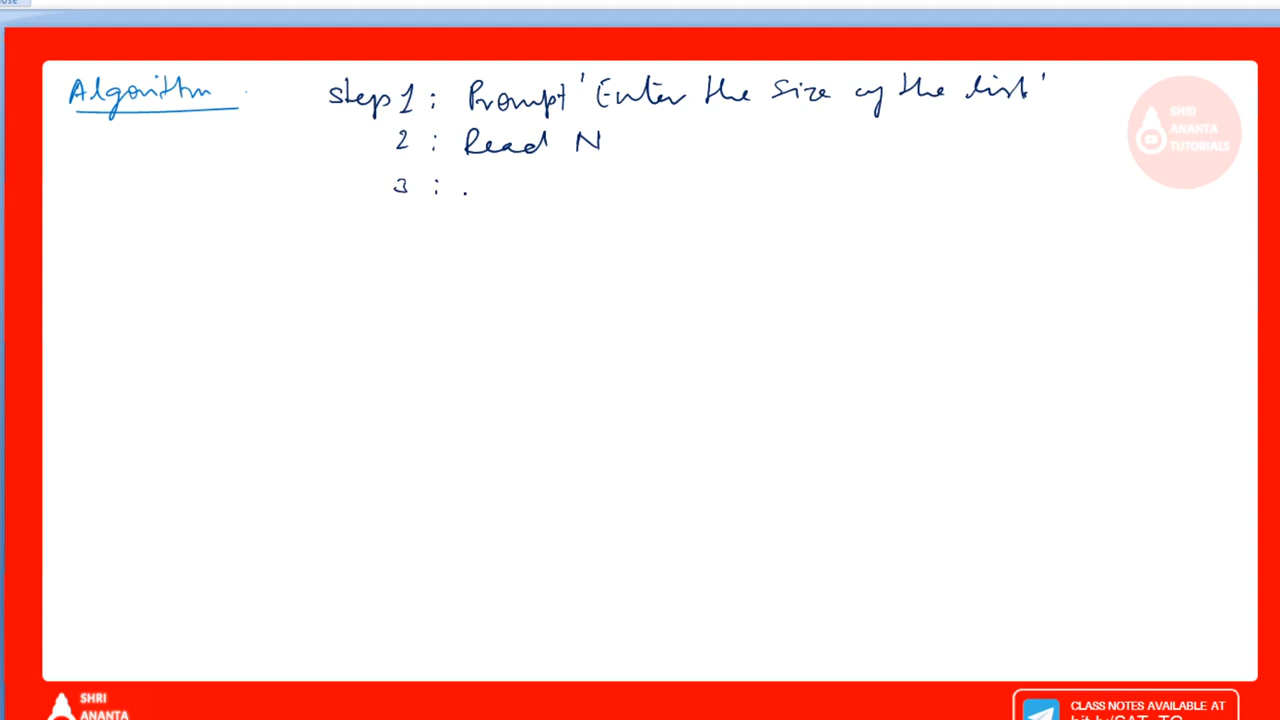 Algorithm step 1 : Prompt 'Enter the size of the list'
2 : Read N
3 : .
SHRI
ANANTA
TUTORIALS
SHRI
ANANTA
CLASS NOTES AVAILABLE AT